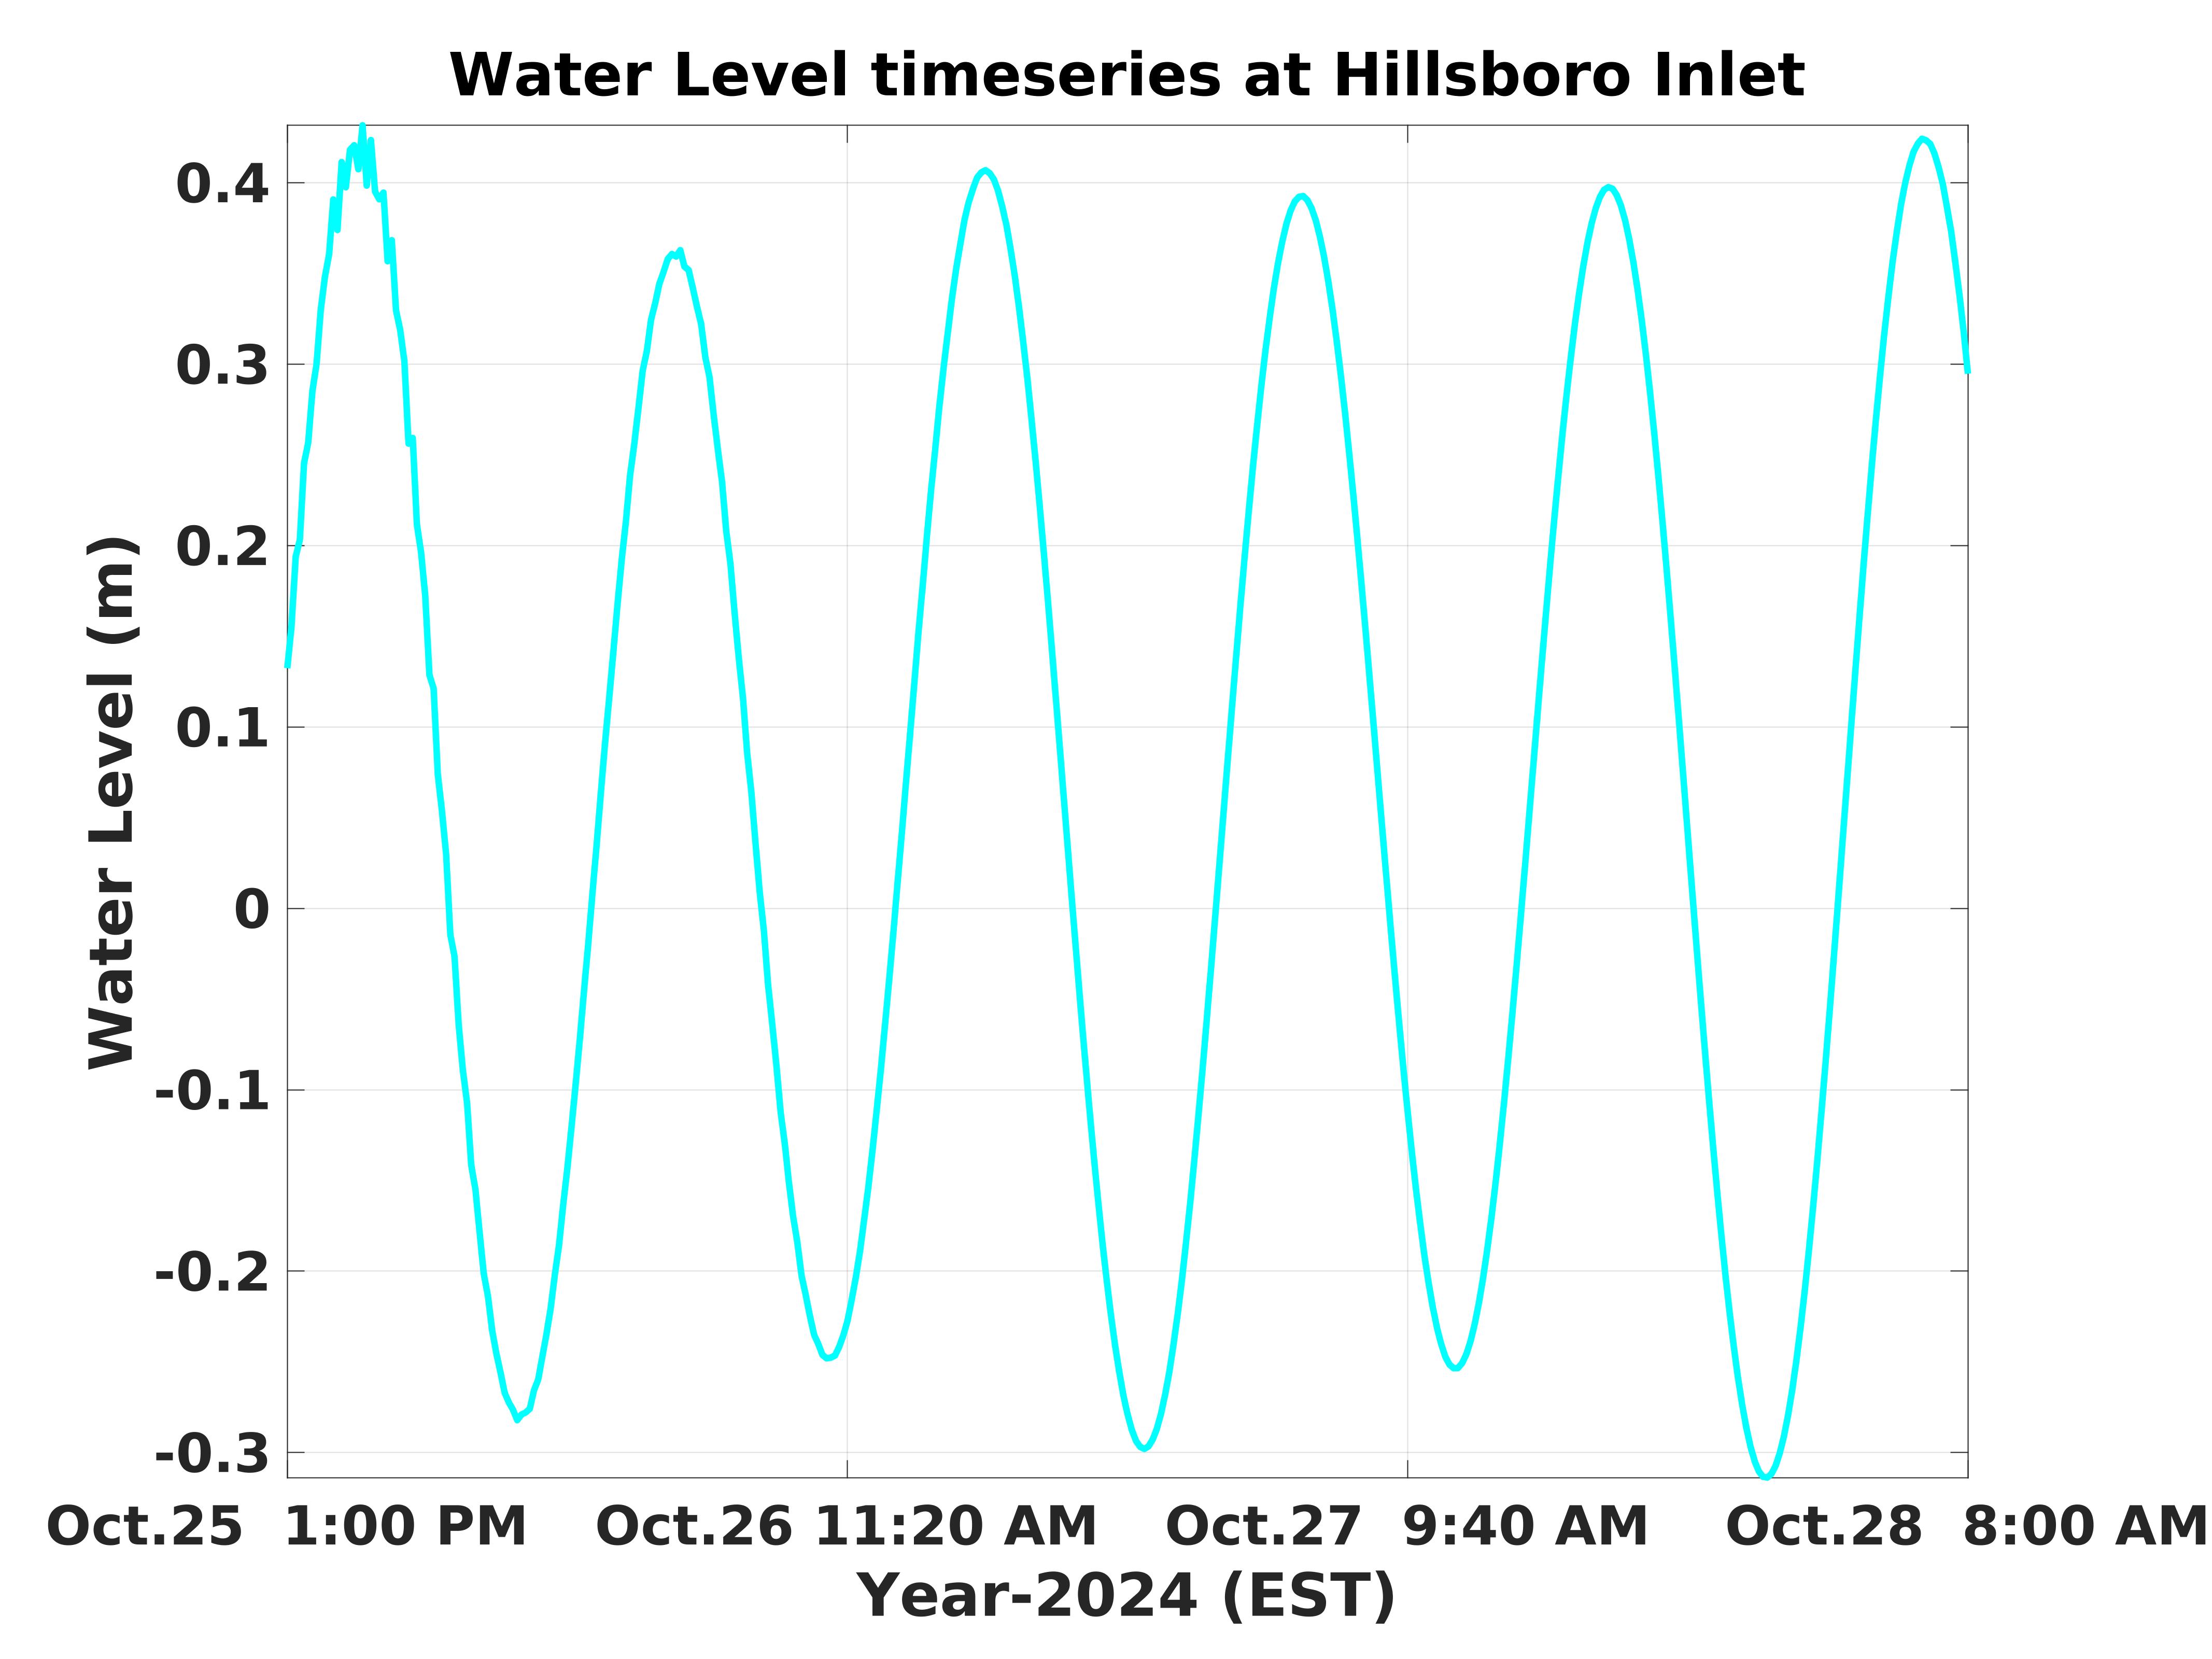 Water Level timeseries at Hillsboro Inlet
Water Level (m)
0.4
0.3
0.2
0.1
0
-0.1
-0.2
-0.3
Oct.25 1:00 PM Oct.26 11:20 AM Oct.27 9:40 AM Oct.28 8:00 AM
Year-2024 (EST)